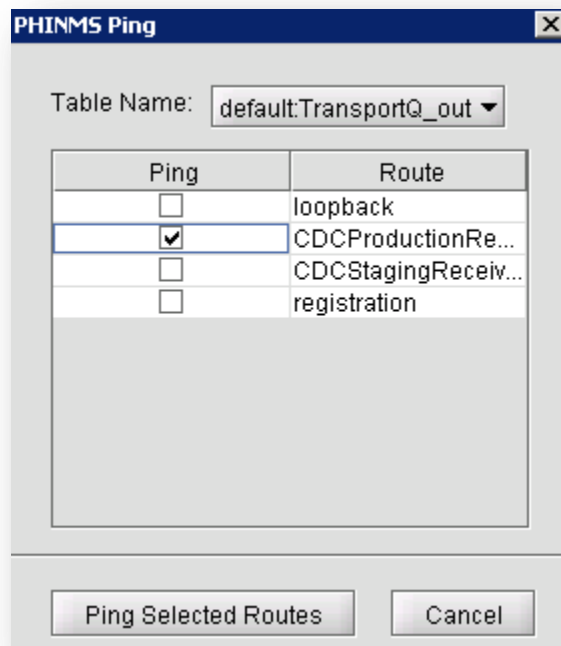 PHINMS Ping
Table Name: default:TransportQ_out
Ping Route
loopback
CDCProductionRe...
CDCStagingReceiv...
registration
Ping Selected Routes Cancel